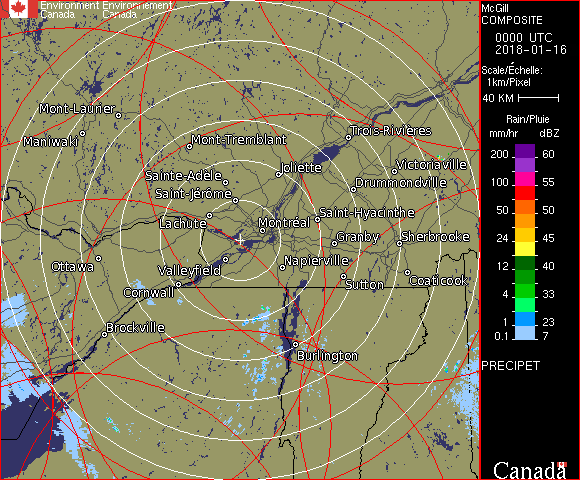 Environment Environnement
Canada Canada
McGill
COMPOSITE
0000 UTC
2018-01-16
Scale/Échelle:
1km/Pixel
40 KM
Rain/Pluie
mm/hr dBZ
200 60
150 57
100 55
50 50
24 45
12 40
4 33
1 23
0.1 7
PRECIPET
Canada
Mont-Laurier
Maniwaki
Mont-Tremblant
Trois-Rivières
Joliette
Victoriaville
Sainte-Adèle
Drummondville
Saint-Jérôme
Lachute
Montréal
Saint-Hyacinthe
Granby
Sherbrooke
Ottawa
Valleyfield
Napierville
Cornwall
Sutton
Coaticook
Brockville
Burlington